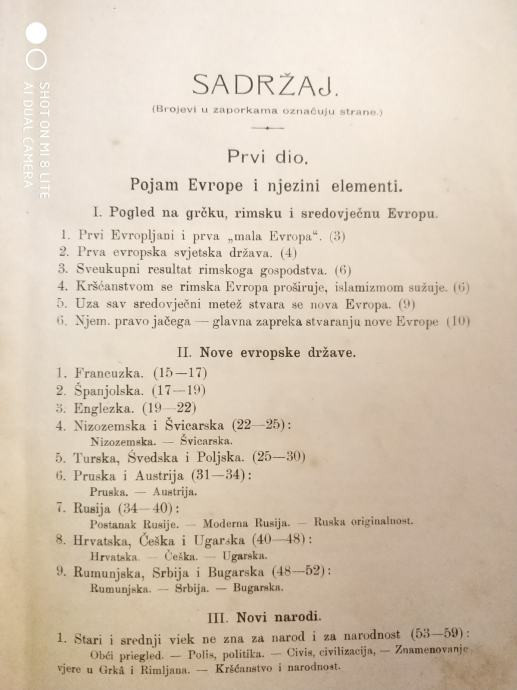 SADRŽAJ.
(Brojevi u zaporkama označuju strane.)
Prvi dio.
Pojam Evrope i njezini elementi.
I. Pogled na grčku, rimsku i sredovječnu Evropu.
1. Prvi Evropljani i prva „mala Evropa“. (3)
2. Prva evropska svjetska država. (4)
3. Sveukupni resultat rimskoga gospodstva. (6)
4. Kršćanstvom se rimska Evropa proširuje, islamizmom sužuje. (6)
5. Uza sav sredovječni metež stvara se nova Evropa. (9)
6. Njem. pravo jačega — glavna zapreka stvaranju nove Evrope (10)
II. Nove evropske države.
1. Francuzka. (15—17)
2. Španjolska. (17—19)
3. Englezka. (19—22)
4. Nizozemska i Švicarska (22—25):
Nizozemska. — Švicarska.
5. Turska, Švedska i Poljska. (25—30)
6. Pruska i Austrija (31—34):
Pruska. — Austrija.
7. Rusija (34—40):
Postanak Rusije. — Moderna Rusija. — Ruska originalnost.
8. Hrvatska, Češka i Ugarska (40—48):
Hrvatska. — Češka. — Ugarska.
9. Rumunjska, Srbija i Bugarska (48—52):
Rumunjska. — Srbija. — Bugarska.
III. Novi narodi.
1. Stari i srednji viek ne zna za narod i za narodnost (53—59):
Obći priegled. — Polis, politika. — Civis, civilizacija, — Znamenovanje
vjere u Grkâ i Rimljana. — Kršćanstvo i narodnost.
SHOT ON MI 8 LITE
AI DUAL CAMERA